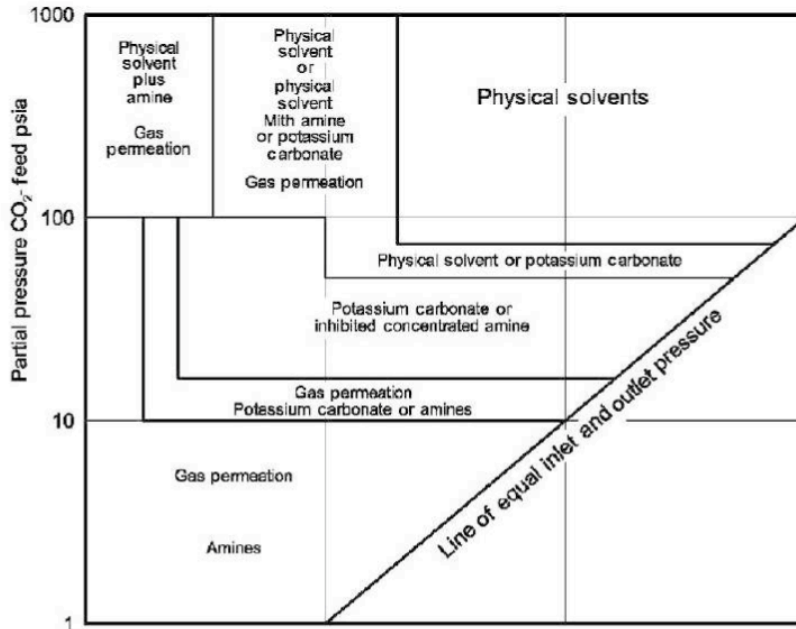 1000
100
10
1
Partial pressure CO2- feed psia
Physical
solvent
plus
amine
Gas
permeation
Physical
solvent
or
physical
solvent
Mith amine
or potassium
carbonate
Gas permeation
Physical solvents
Physical solvent or potassium carbonate
Potassium carbonate or
inhibited concentrated amine
Gas permeation
Potassium carbonate or amines
Gas permeation
Amines
Line of equal inlet and outlet pressure